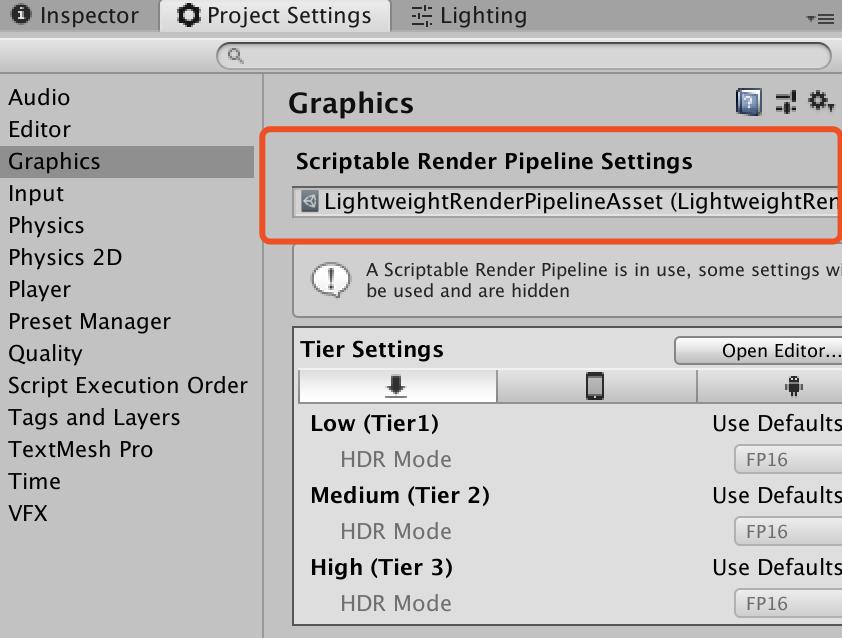 Inspector
Project Settings
Lighting
Audio
Editor
Graphics
Input
Physics
Physics 2D
Player
Preset Manager
Quality
Script Execution Order
Tags and Layers
TextMesh Pro
Time
VFX
Graphics
Scriptable Render Pipeline Settings
LightweightRenderPipelineAsset (LightweightRen
A Scriptable Render Pipeline is in use, some settings wi
be used and are hidden
Tier Settings
Open Editor...
Low (Tier1)
Use Defaults
HDR Mode
FP16
Medium (Tier 2)
Use Defaults
HDR Mode
FP16
High (Tier 3)
Use Defaults
HDR Mode
FP16